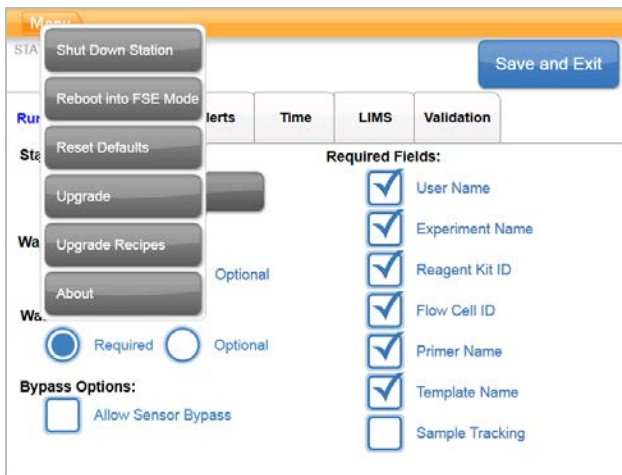 Menu
STA
Shut Down Station
Save and Exit
Reboot into FSE Mode
Run
lerts
Time
LIMS
Validation
Reset Defaults
Sta
Required Fields:
User Name
Upgrade
Experiment Name
Wa
Upgrade Recipes
Optional
Reagent Kit ID
About
Flow Cell ID
Wa
Required
Optional
Primer Name
Bypass Options:
Template Name
Allow Sensor Bypass
Sample Tracking